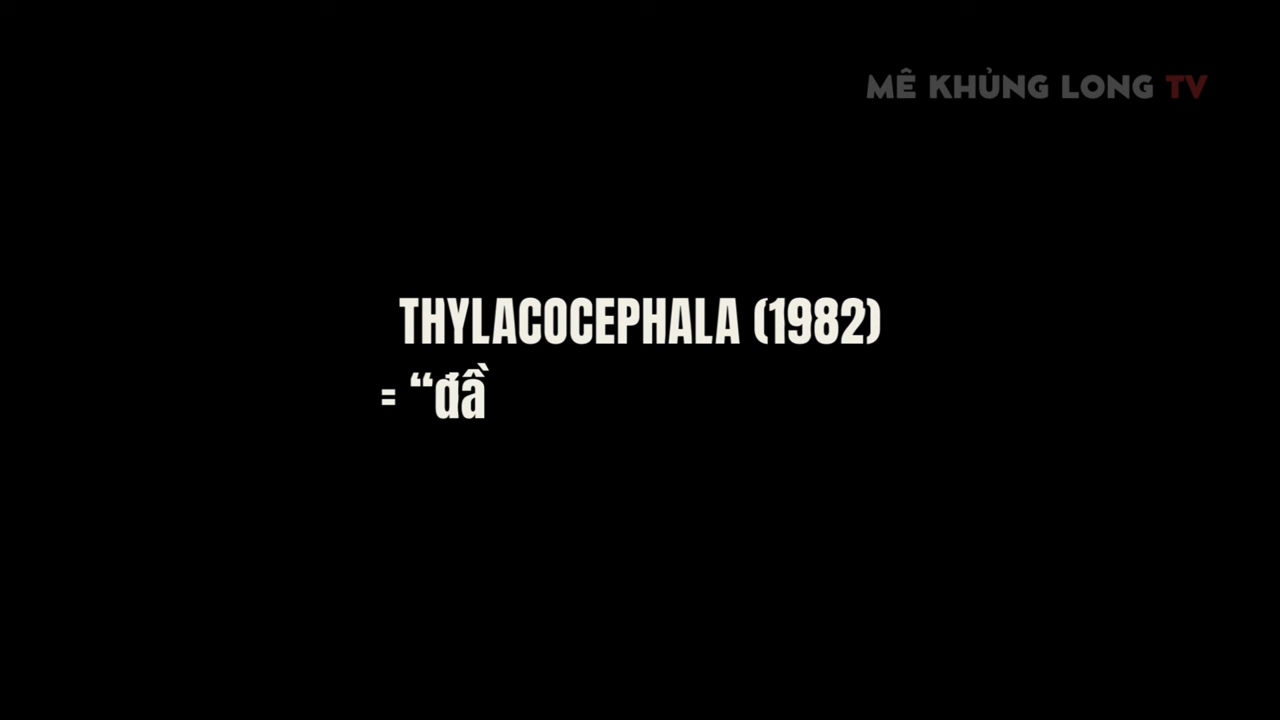 MÊ KHỦNG LONG TV
THYLACOCEPHALA (1982)
= “đầ